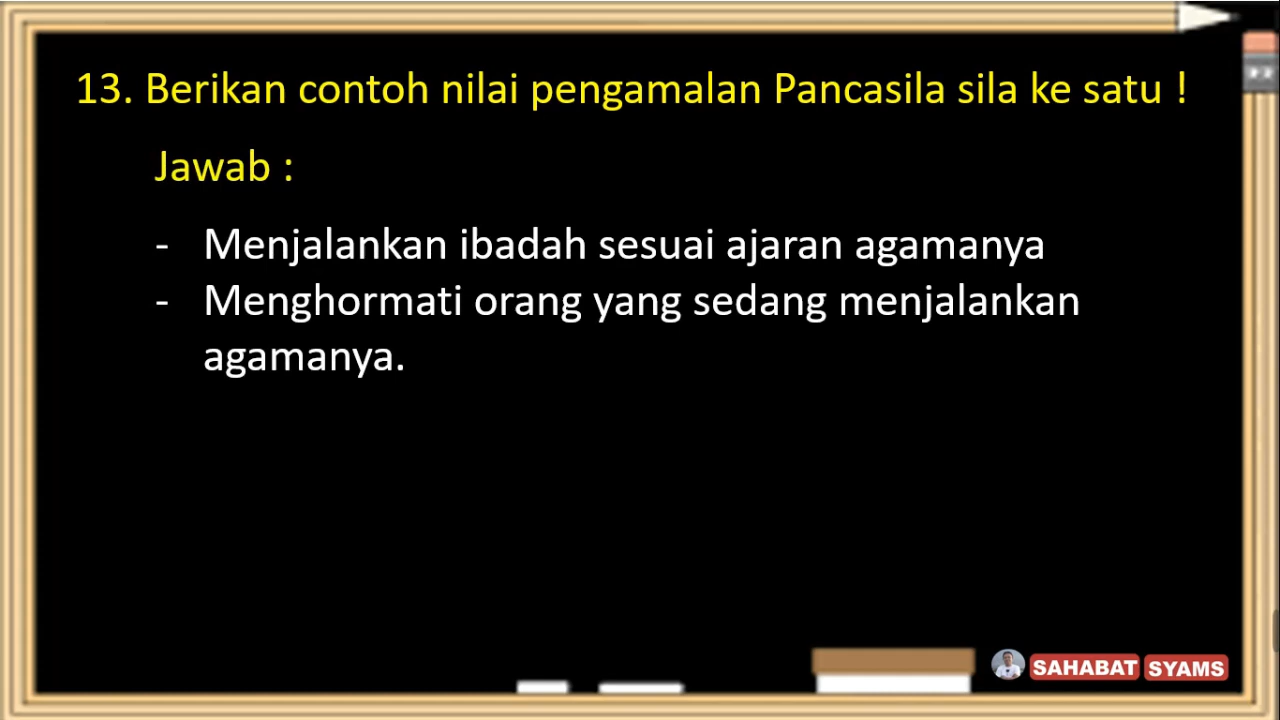 13. Berikan contoh nilai pengamalan Pancasila sila ke satu !
Jawab :
- Menjalankan ibadah sesuai ajaran agamanya
- Menghormati orang yang sedang menjalankan
agamanya.
SAHABAT SYAMS